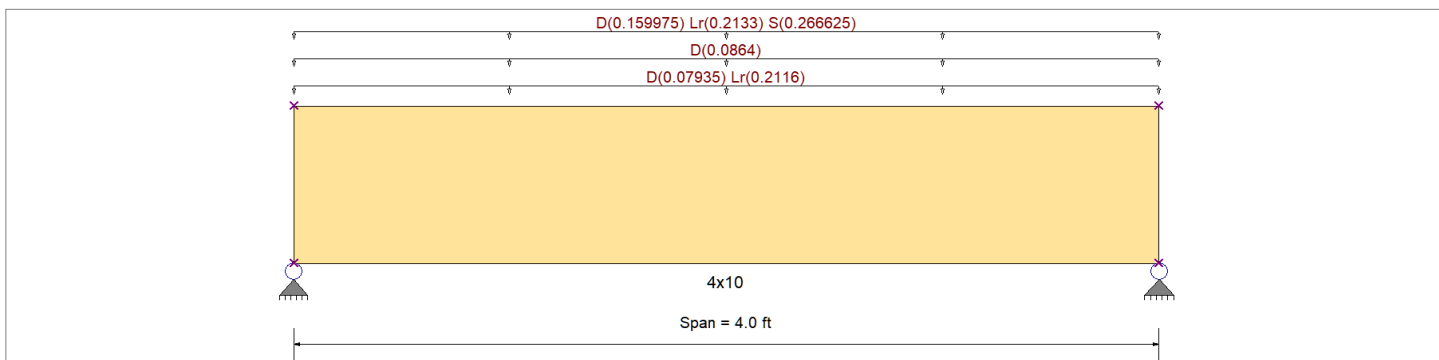 D(0.159975) Lr(0.2133) S(0.266625)
D(0.0864)
D(0.07935) Lr(0.2116)
4x10
Span = 4.0 ft